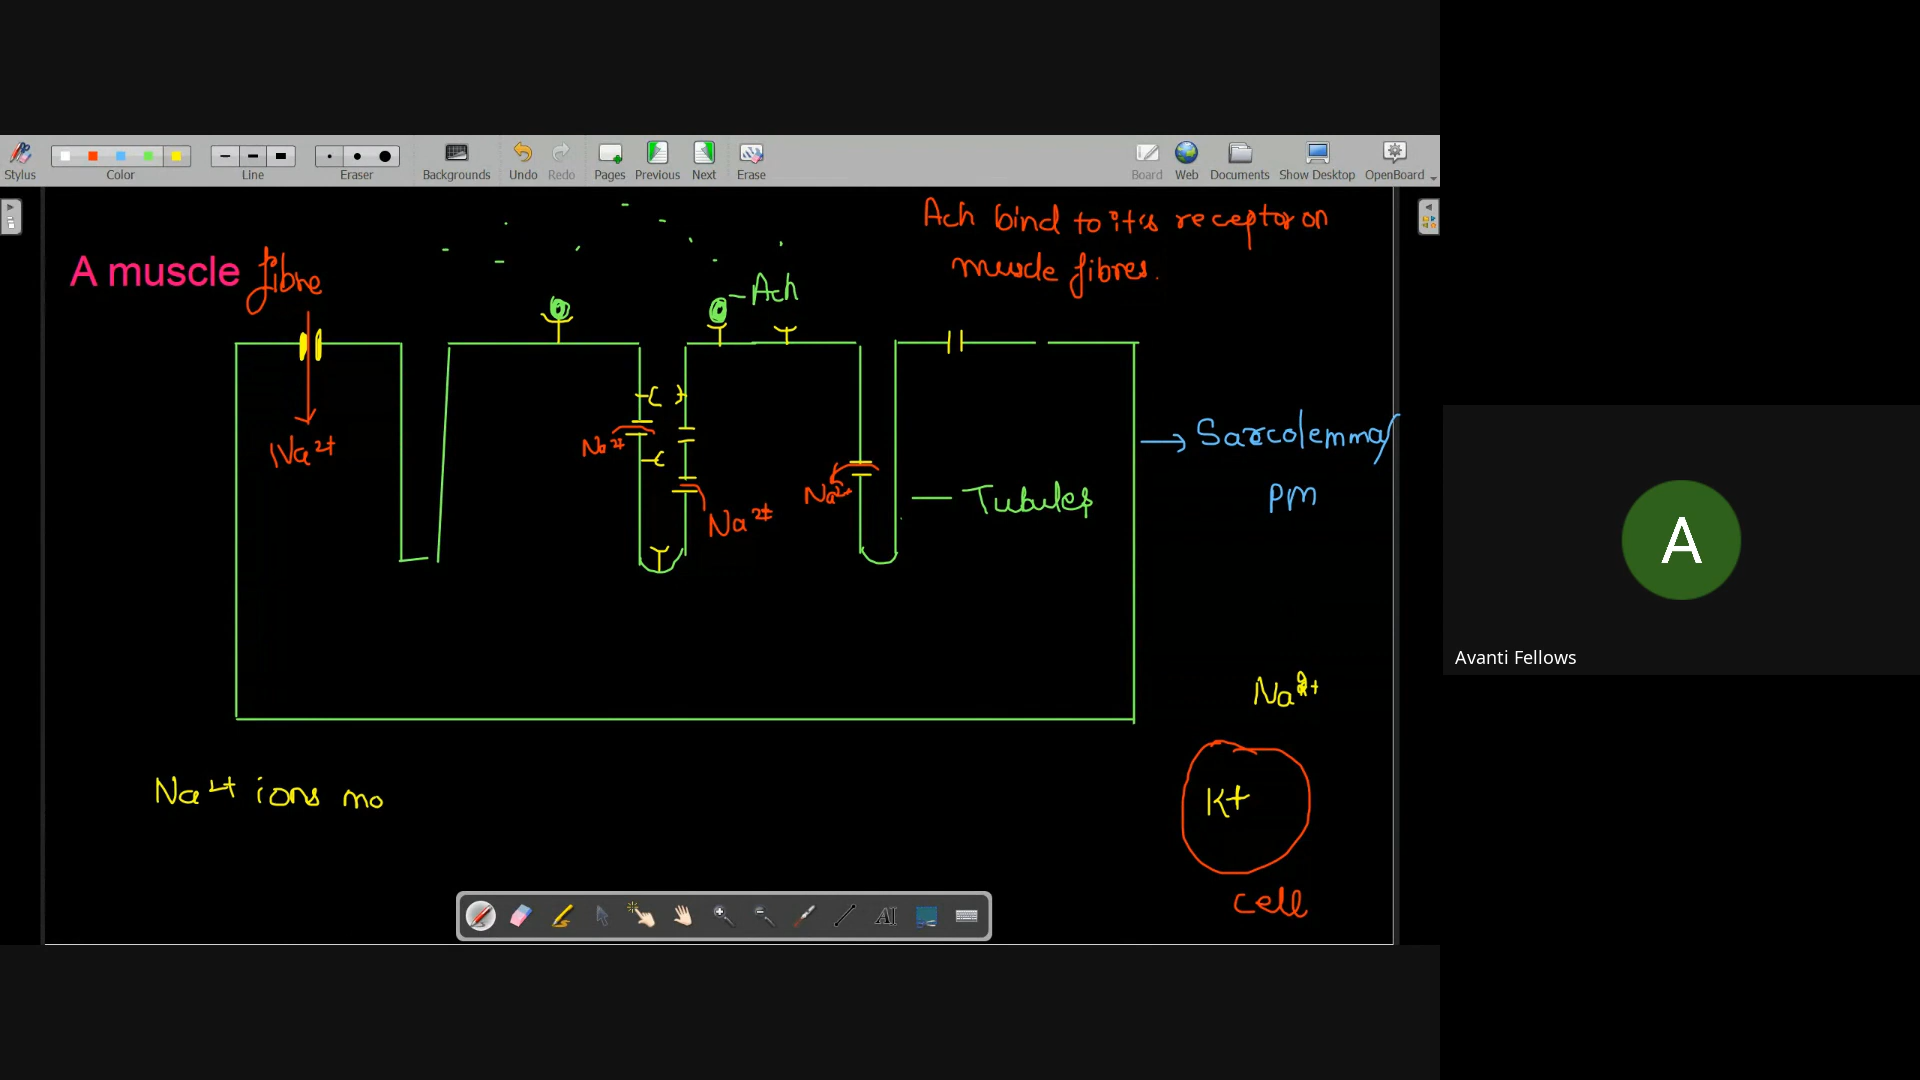 Stylus
Color
Line
Eraser
Backgrounds
Undo
Redo
Pages
Previous
Next
Erase
Board
Web
Documents
Show Desktop
OpenBoard
Ach bind to it's receptor on
muscle fibres.
A muscle fibre
Ach
Na2+
Na2+
Na2+
Na2+
Sarcolemma/
PM
Tubules
Na+
K+
cell
Na2+ ions mo
A
Avanti Fellows